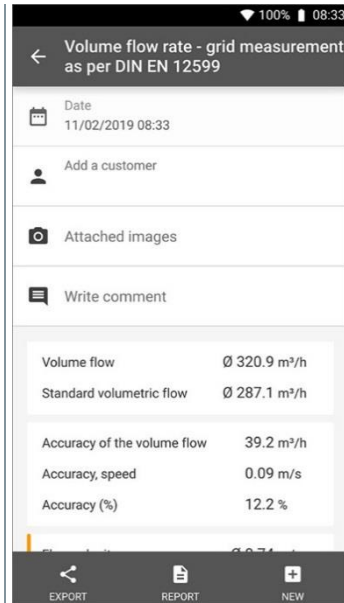 100% 08:33
Volume flow rate - grid measurement
as per DIN EN 12599
Date
11/02/2019 08:33
Add a customer
Attached images
Write comment
Volume flow Ø 320.9 m³/h
Standard volumetric flow Ø 287.1 m³/h
Accuracy of the volume flow 39.2 m³/h
Accuracy, speed 0.09 m/s
Accuracy (%) 12.2 %
EXPORT REPORT NEW